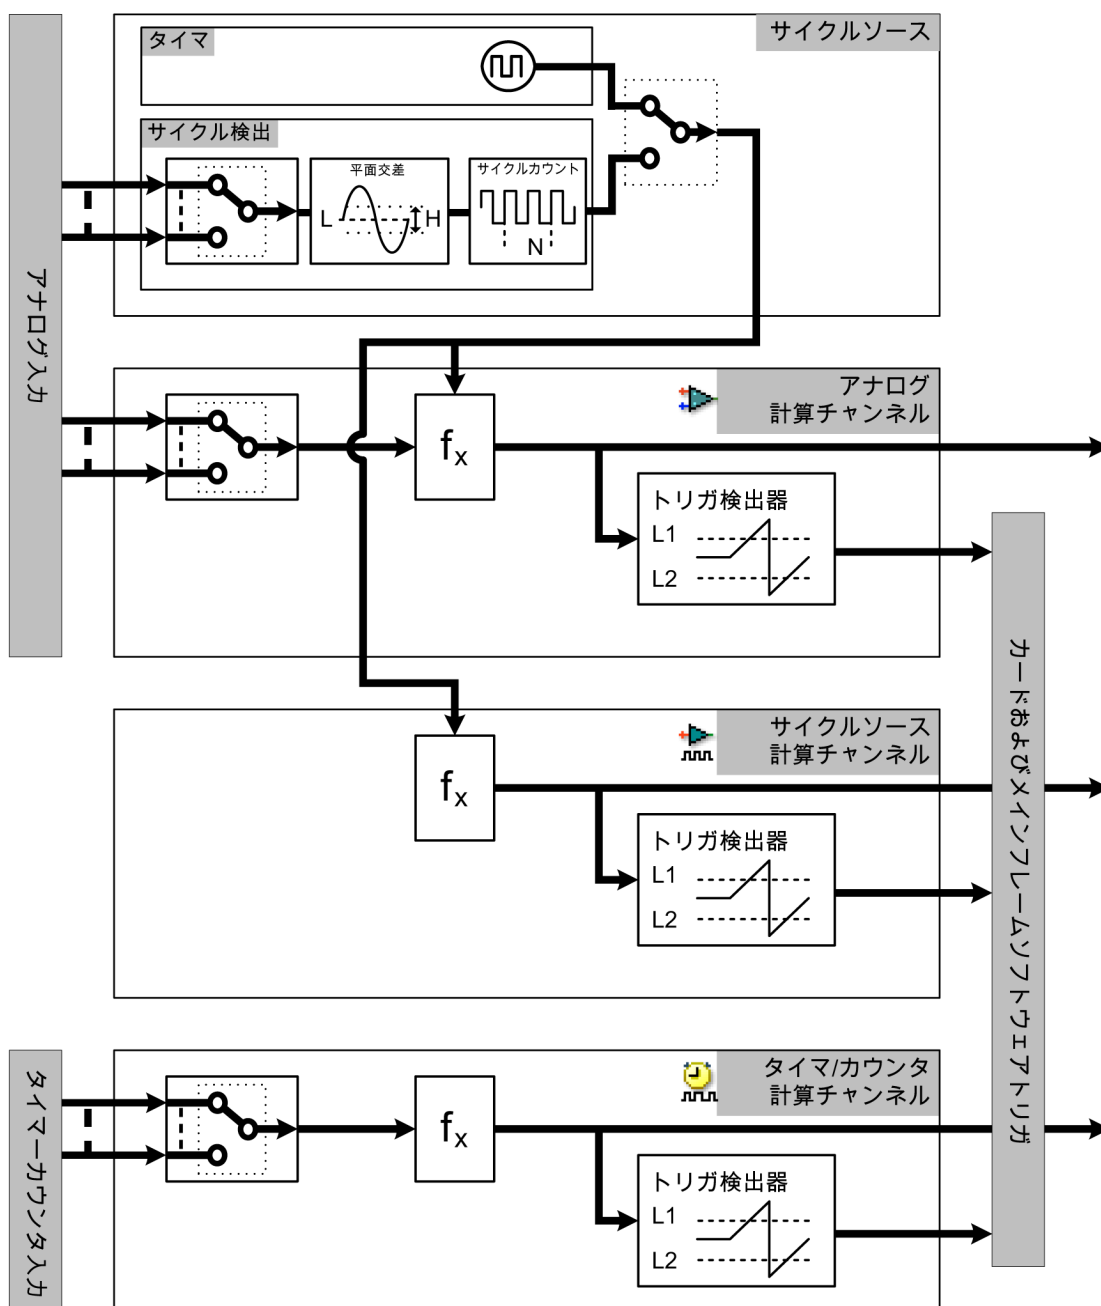 サイクルソース
タイマ
サイクル検出
平面交差
L
H
サイクルカウント
N
アナログ入力
アナログ
計算チャンネル
fx
トリガ検出器
L1
L2
サイクルソース
計算チャンネル
fx
トリガ検出器
L1
L2
カードおよびメインフレームソフトウェアトリガ
タイマーカウンタ入力
タイマ/カウンタ
計算チャンネル
fx
トリガ検出器
L1
L2